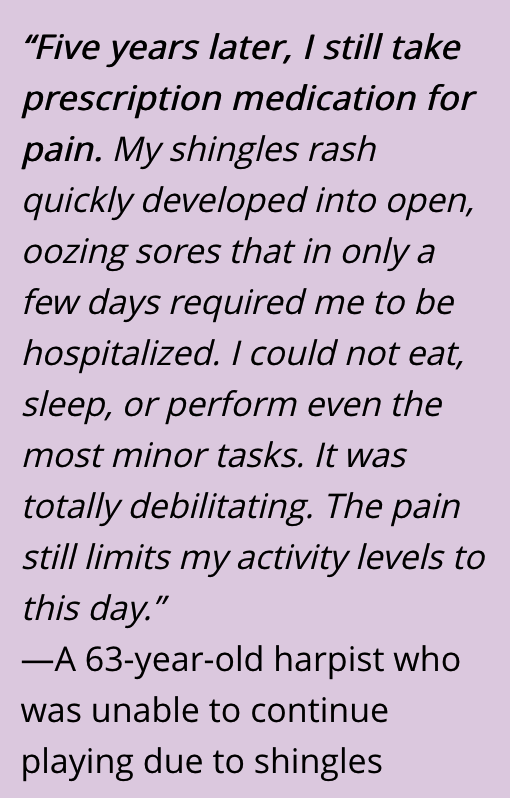 “Five years later, I still take
prescription medication for
pain. My shingles rash
quickly developed into open,
oozing sores that in only a
few days required me to be
hospitalized. I could not eat,
sleep, or perform even the
most minor tasks. It was
totally debilitating. The pain
still limits my activity levels to
this day.”
—A 63-year-old harpist who
was unable to continue
playing due to shingles